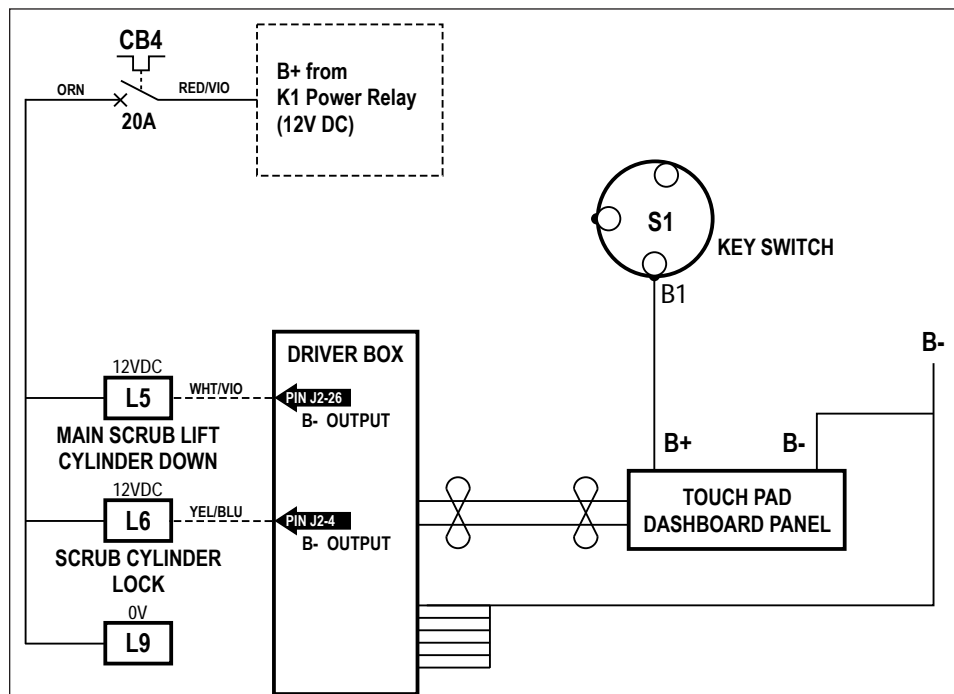 CB4
ORN
RED/VIO
20A
B+ from
K1 Power Relay
(12V DC)
S1
KEY SWITCH
B1
B-
DRIVER BOX
12VDC
L5
WHT/VIO
PIN J2-26
B- OUTPUT
MAIN SCRUB LIFT
CYLINDER DOWN
B+
B-
12VDC
L6
YEL/BLU
PIN J2-4
B- OUTPUT
TOUCH PAD
DASHBOARD PANEL
SCRUB CYLINDER
LOCK
0V
L9